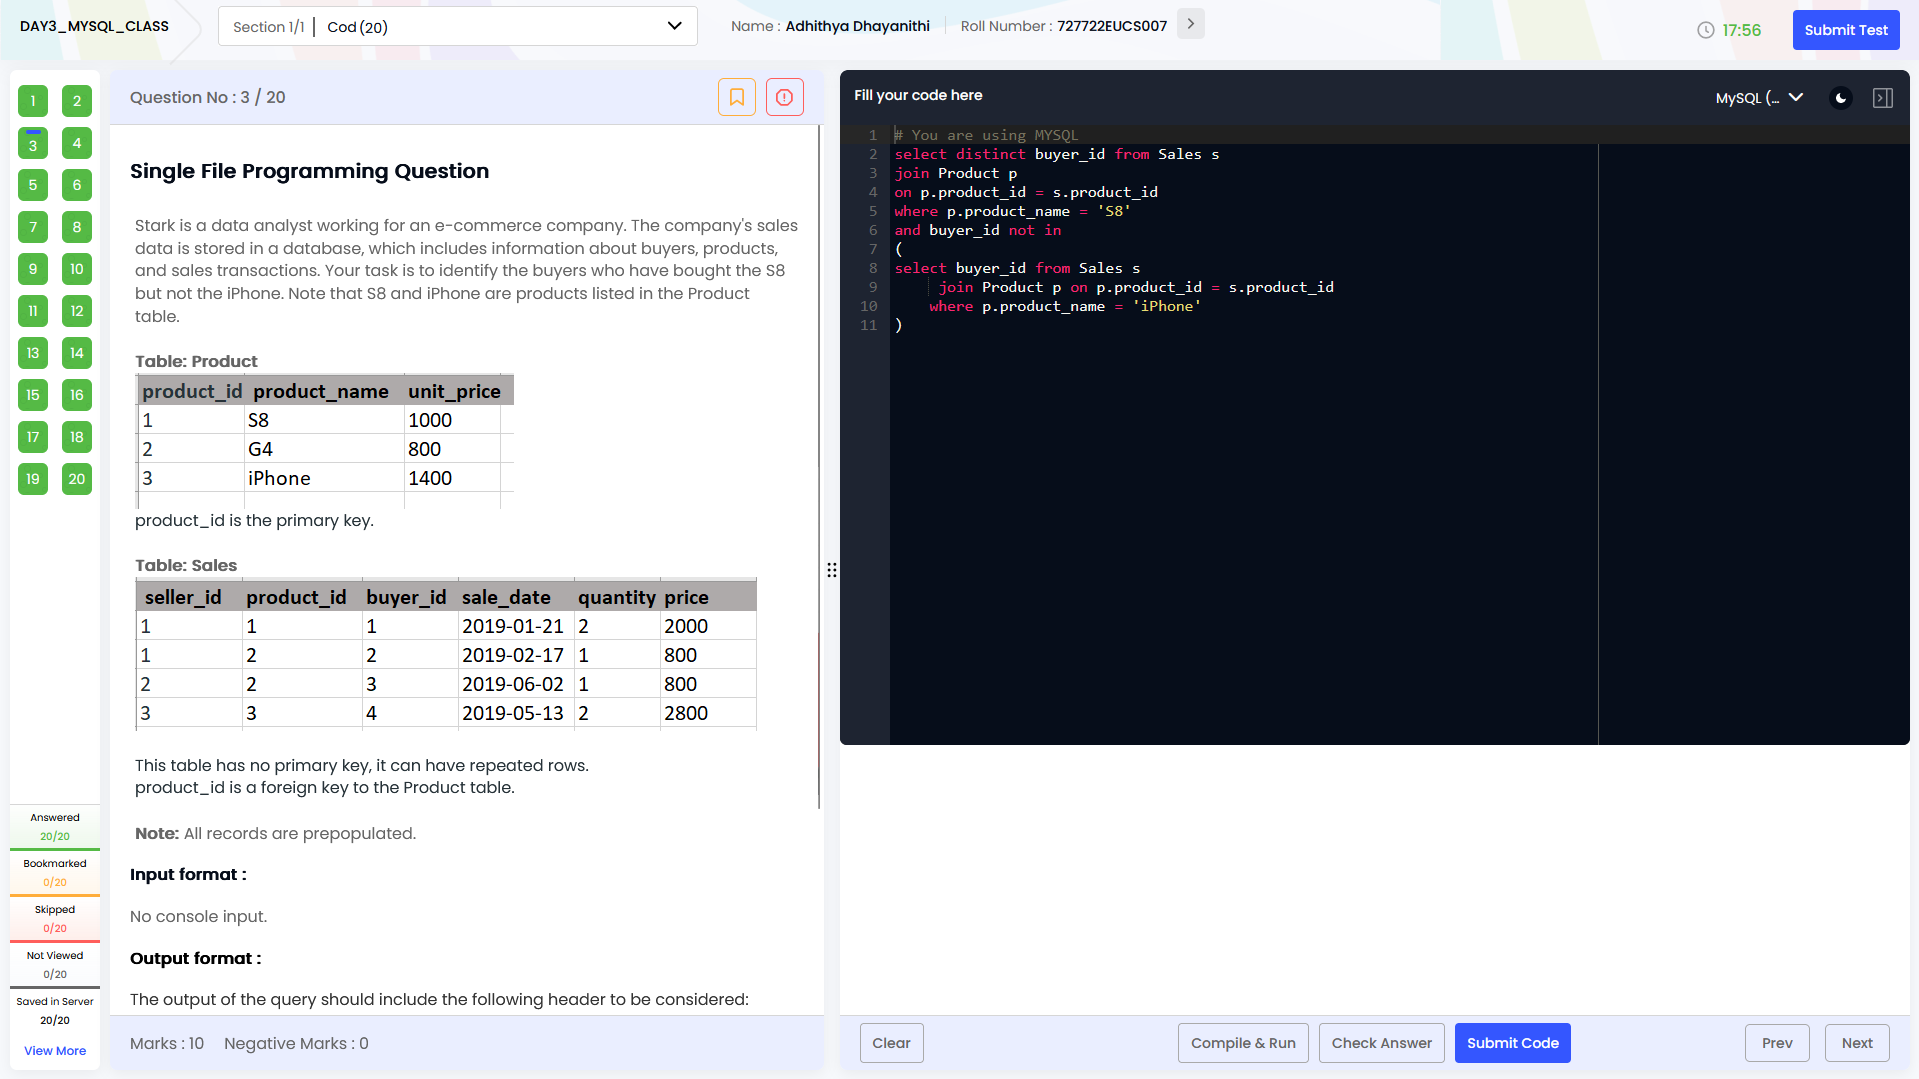 DAY3_MYSQL_CLASS
Section 1/1 | Cod (20)
Name : Adhithya Dhayanithi
Roll Number : 727722EUCS007
17:56
Submit Test
1 2
3 4
5 6
7 8
9 10
11 12
13 14
15 16
17 18
19 20
Answered
20/20
Bookmarked
0/20
Skipped
0/20
Not Viewed
0/20
Saved in Server
20/20
View More
Question No : 3 / 20
Single File Programming Question
Stark is a data analyst working for an e-commerce company. The company's sales
data is stored in a database, which includes information about buyers, products,
and sales transactions. Your task is to identify the buyers who have bought the S8
but not the iPhone. Note that S8 and iPhone are products listed in the Product
table.
Table: Product
product_id product_name unit_price
1 S8 1000
2 G4 800
3 iPhone 1400
product_id is the primary key.
Table: Sales
seller_id product_id buyer_id sale_date quantity price
1 1 1 2019-01-21 2 2000
1 2 2 2019-02-17 1 800
2 2 3 2019-06-02 1 800
3 3 4 2019-05-13 2 2800
This table has no primary key, it can have repeated rows.
product_id is a foreign key to the Product table.
Note: All records are prepopulated.
Input format :
No console input.
Output format :
The output of the query should include the following header to be considered:
Marks : 10 Negative Marks : 0
Fill your code here
MySQL (...
1 # You are using MYSQL
2 select distinct buyer_id from Sales s
3 join Product p
4 on p.product_id = s.product_id
5 where p.product_name = 'S8'
6 and buyer_id not in
7 (
8 select buyer_id from Sales s
9 join Product p on p.product_id = s.product_id
10 where p.product_name = 'iPhone'
11 )
Clear
Compile & Run
Check Answer
Submit Code
Prev
Next